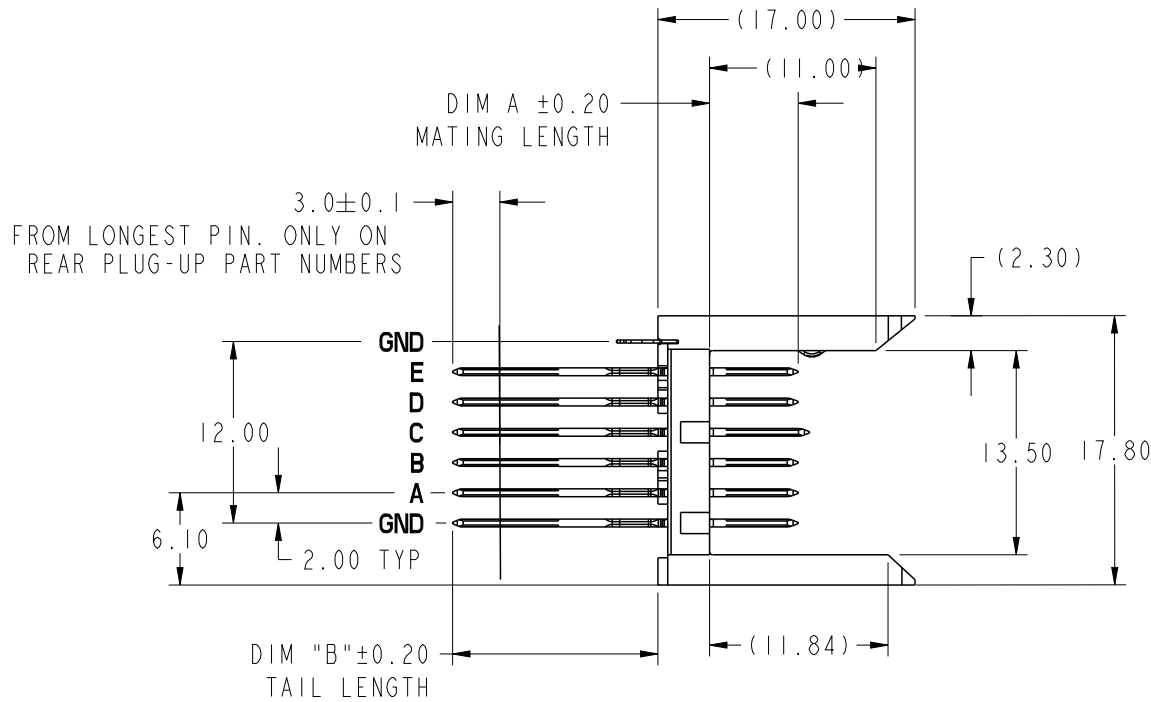 (17.00)
(11.00)
DIM A ±0.20
MATING LENGTH
3.0±0.1
FROM LONGEST PIN. ONLY ON
REAR PLUG-UP PART NUMBERS
(2.30)
GND
E
D
C
B
A
GND
12.00
13.50
17.80
6.10
2.00 TYP
(11.84)
DIM "B"±0.20
TAIL LENGTH